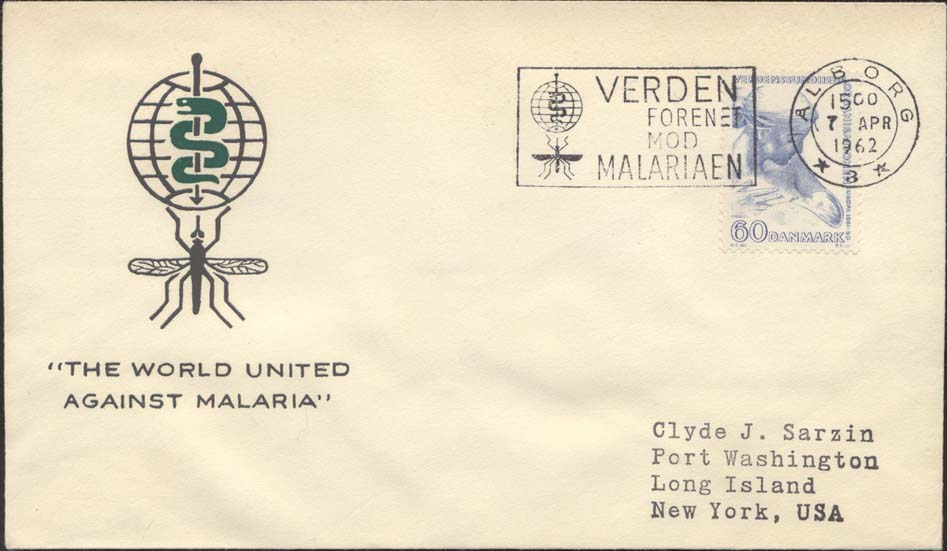 VERDEN
FORENET
MOD
MALARIAEN
AALBORG
1500
7 APR
1962
★ 3 ★
60 DANMARK
"THE WORLD UNITED
AGAINST MALARIA"
Clyde J. Sarzin
Port Washington
Long Island
New York, USA